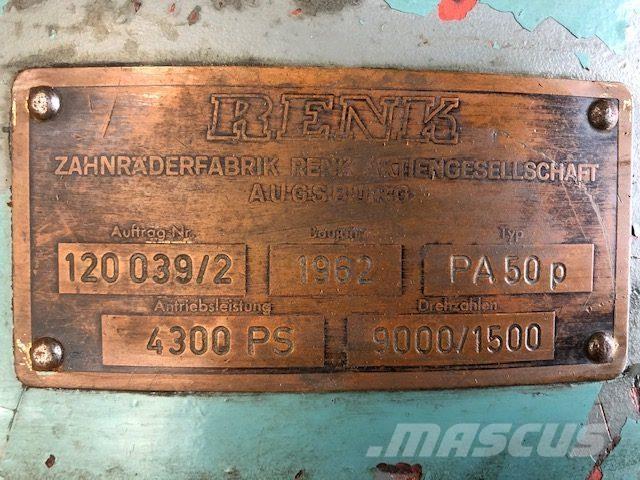 RENK
ZAHNRÄDERFABRIK RENK AKTIENGESELLSCHAFT
AUGSBURG
Auftrag-Nr. Baujahr Typ
120 039/2 1962 PA 50 p
Antriebsleistung Drehzahlen
4300 PS 9000/1500
MASCUS